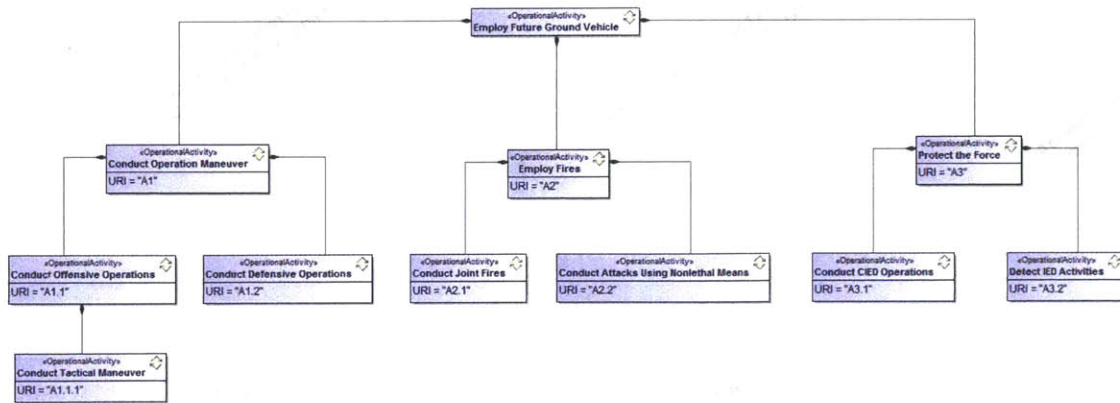 «OperationalActivity»
Employ Future Ground Vehicle
«OperationalActivity»
Conduct Operation Maneuver
URI = "A1"
«OperationalActivity»
Employ Fires
URI = "A2"
«OperationalActivity»
Protect the Force
URI = "A3"
«OperationalActivity»
Conduct Offensive Operations
URI = "A1.1"
«OperationalActivity»
Conduct Defensive Operations
URI = "A1.2"
«OperationalActivity»
Conduct Joint Fires
URI = "A2.1"
«OperationalActivity»
Conduct Attacks Using Nonlethal Means
URI = "A2.2"
«OperationalActivity»
Conduct CIED Operations
URI = "A3.1"
«OperationalActivity»
Detect IED Activities
URI = "A3.2"
«OperationalActivity»
Conduct Tactical Maneuver
URI = "A1.1.1"